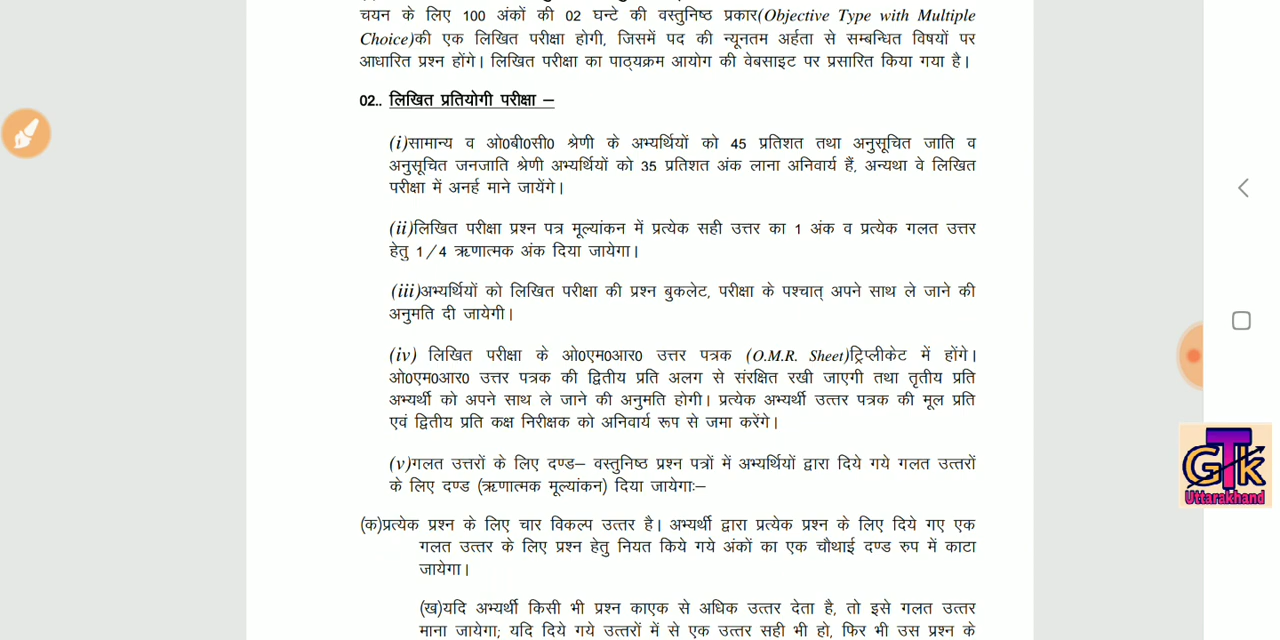 चयन के लिए 100 अंकों की 02 घन्टे की वस्तुनिष्ठ प्रकार(Objective Type with Multiple
Choice)की एक लिखित परीक्षा होगी, जिसमें पद की न्यूनतम अर्हता से सम्बन्धित विषयों पर
आधारित प्रश्न होंगे। लिखित परीक्षा का पाठ्यक्रम आयोग की वेबसाइट पर प्रसारित किया गया है।
02.. लिखित प्रतियोगी परीक्षा –
(i)सामान्य व ओ0बी0सी0 श्रेणी के अभ्यर्थियों को 45 प्रतिशत तथा अनुसूचित जाति व
अनुसूचित जनजाति श्रेणी अभ्यर्थियों को 35 प्रतिशत अंक लाना अनिवार्य हैं, अन्यथा वे लिखित
परीक्षा में अनर्ह माने जायेंगे।
(ii)लिखित परीक्षा प्रश्न पत्र मूल्यांकन में प्रत्येक सही उत्तर का 1 अंक व प्रत्येक गलत उत्तर
हेतु 1/4 ऋणात्मक अंक दिया जायेगा।
(iii)अभ्यर्थियों को लिखित परीक्षा की प्रश्न बुकलेट, परीक्षा के पश्चात् अपने साथ ले जाने की
अनुमति दी जायेगी।
(iv) लिखित परीक्षा के ओ0एम0आर0 उत्तर पत्रक (O.M.R. Sheet)ट्रिप्लीकेट में होंगे।
ओ0एम0आर0 उत्तर पत्रक की द्वितीय प्रति अलग से संरक्षित रखी जाएगी तथा तृतीय प्रति
अभ्यर्थी को अपने साथ ले जाने की अनुमति होगी। प्रत्येक अभ्यर्थी उत्तर पत्रक की मूल प्रति
एवं द्वितीय प्रति कक्ष निरीक्षक को अनिवार्य रूप से जमा करेंगे।
(v)गलत उत्तरों के लिए दण्ड– वस्तुनिष्ठ प्रश्न पत्रों में अभ्यर्थियों द्वारा दिये गये गलत उत्तरों
के लिए दण्ड (ऋणात्मक मूल्यांकन) दिया जायेगाः–
(क)प्रत्येक प्रश्न के लिए चार विकल्प उत्तर है। अभ्यर्थी द्वारा प्रत्येक प्रश्न के लिए दिये गए एक
गलत उत्तर के लिए प्रश्न हेतु नियत किये गये अंकों का एक चौथाई दण्ड रुप में काटा
जायेगा।
(ख)यदि अभ्यर्थी किसी भी प्रश्न काएक से अधिक उत्तर देता है, तो इसे गलत उत्तर
माना जायेगा; यदि दिये गये उत्तरों में से एक उत्तर सही भी हो, फिर भी उस प्रश्न के
GTK
Uttarakhand